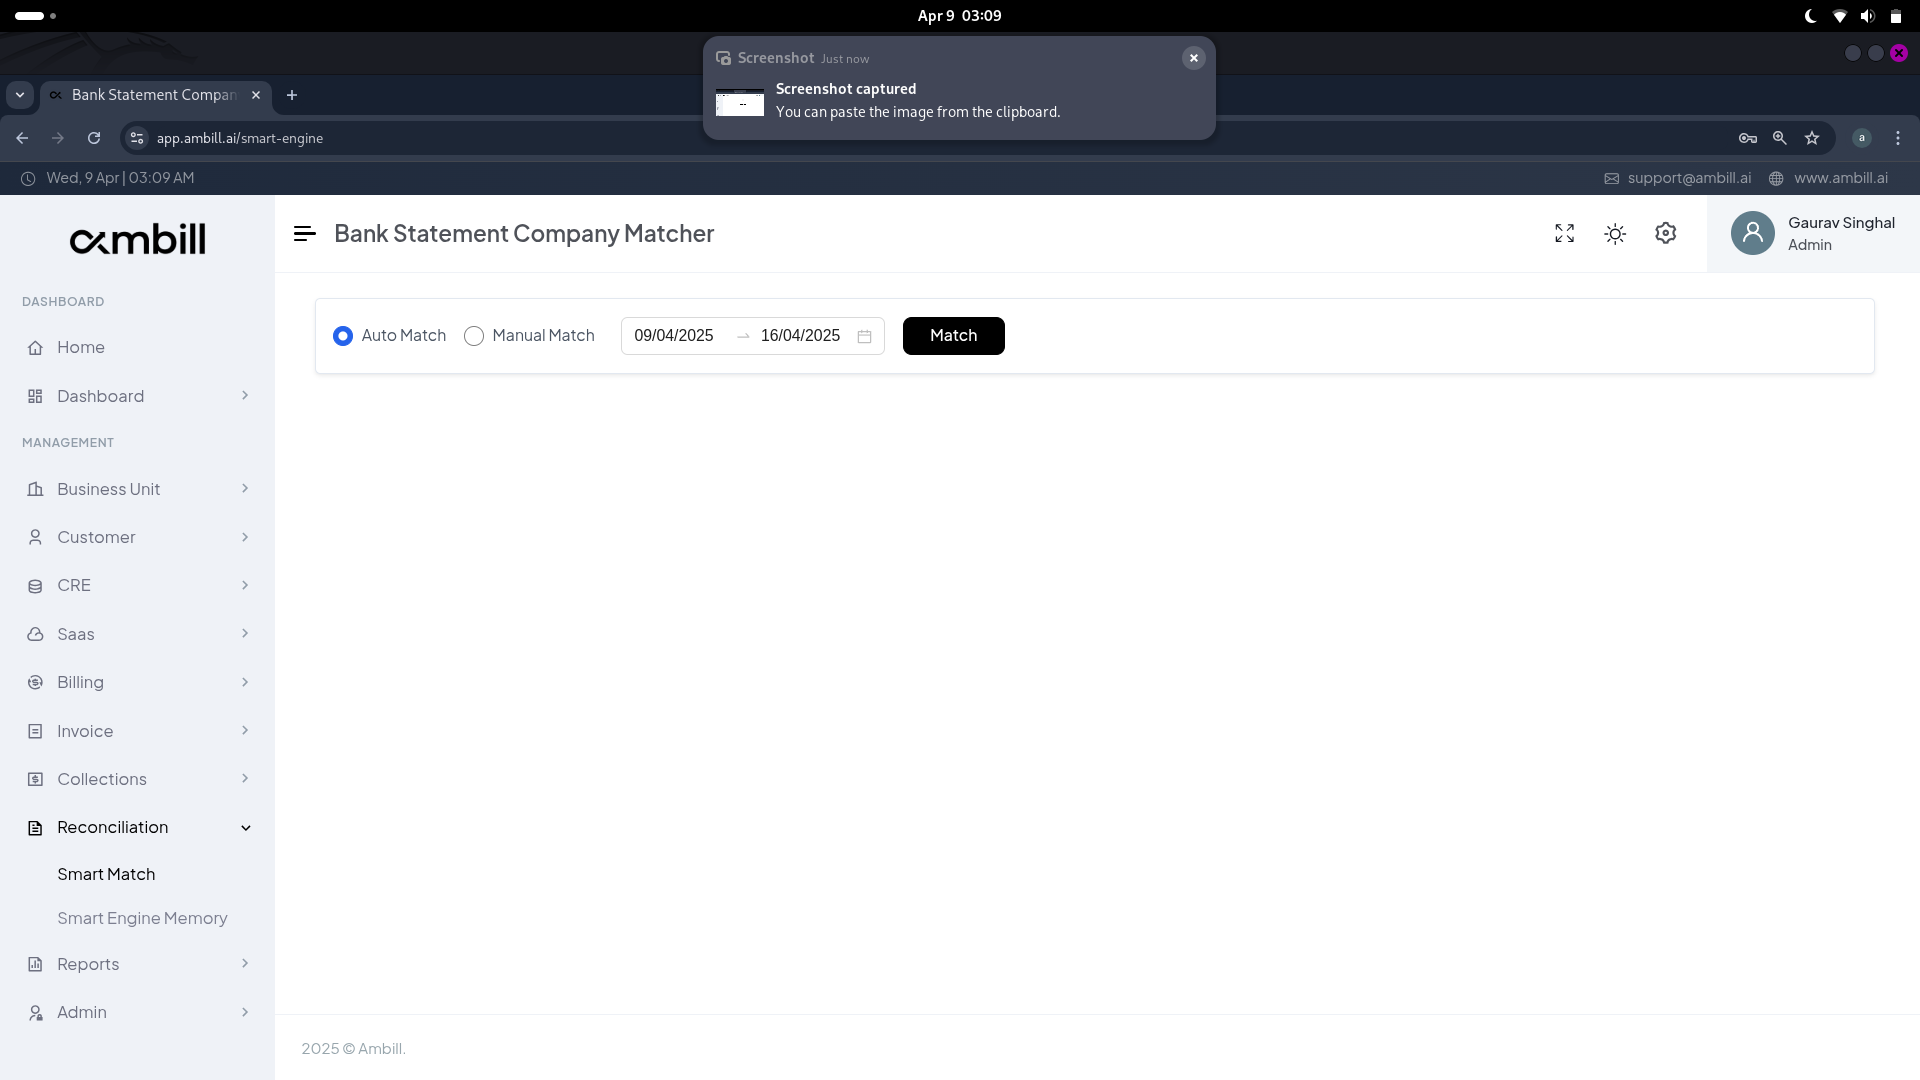 Apr 9 03:09
Screenshot Just now
Screenshot captured
You can paste the image from the clipboard.
Bank Statement Compan
app.ambill.ai/smart-engine
a
Wed, 9 Apr | 03:09 AM
support@ambill.ai
www.ambill.ai
ambill
Bank Statement Company Matcher
Gaurav Singhal
Admin
DASHBOARD
Home
Dashboard
MANAGEMENT
Business Unit
Customer
CRE
Saas
Billing
Invoice
Collections
Reconciliation
Smart Match
Smart Engine Memory
Reports
Admin
Auto Match
Manual Match
09/04/2025
16/04/2025
Match
2025 © Ambill.